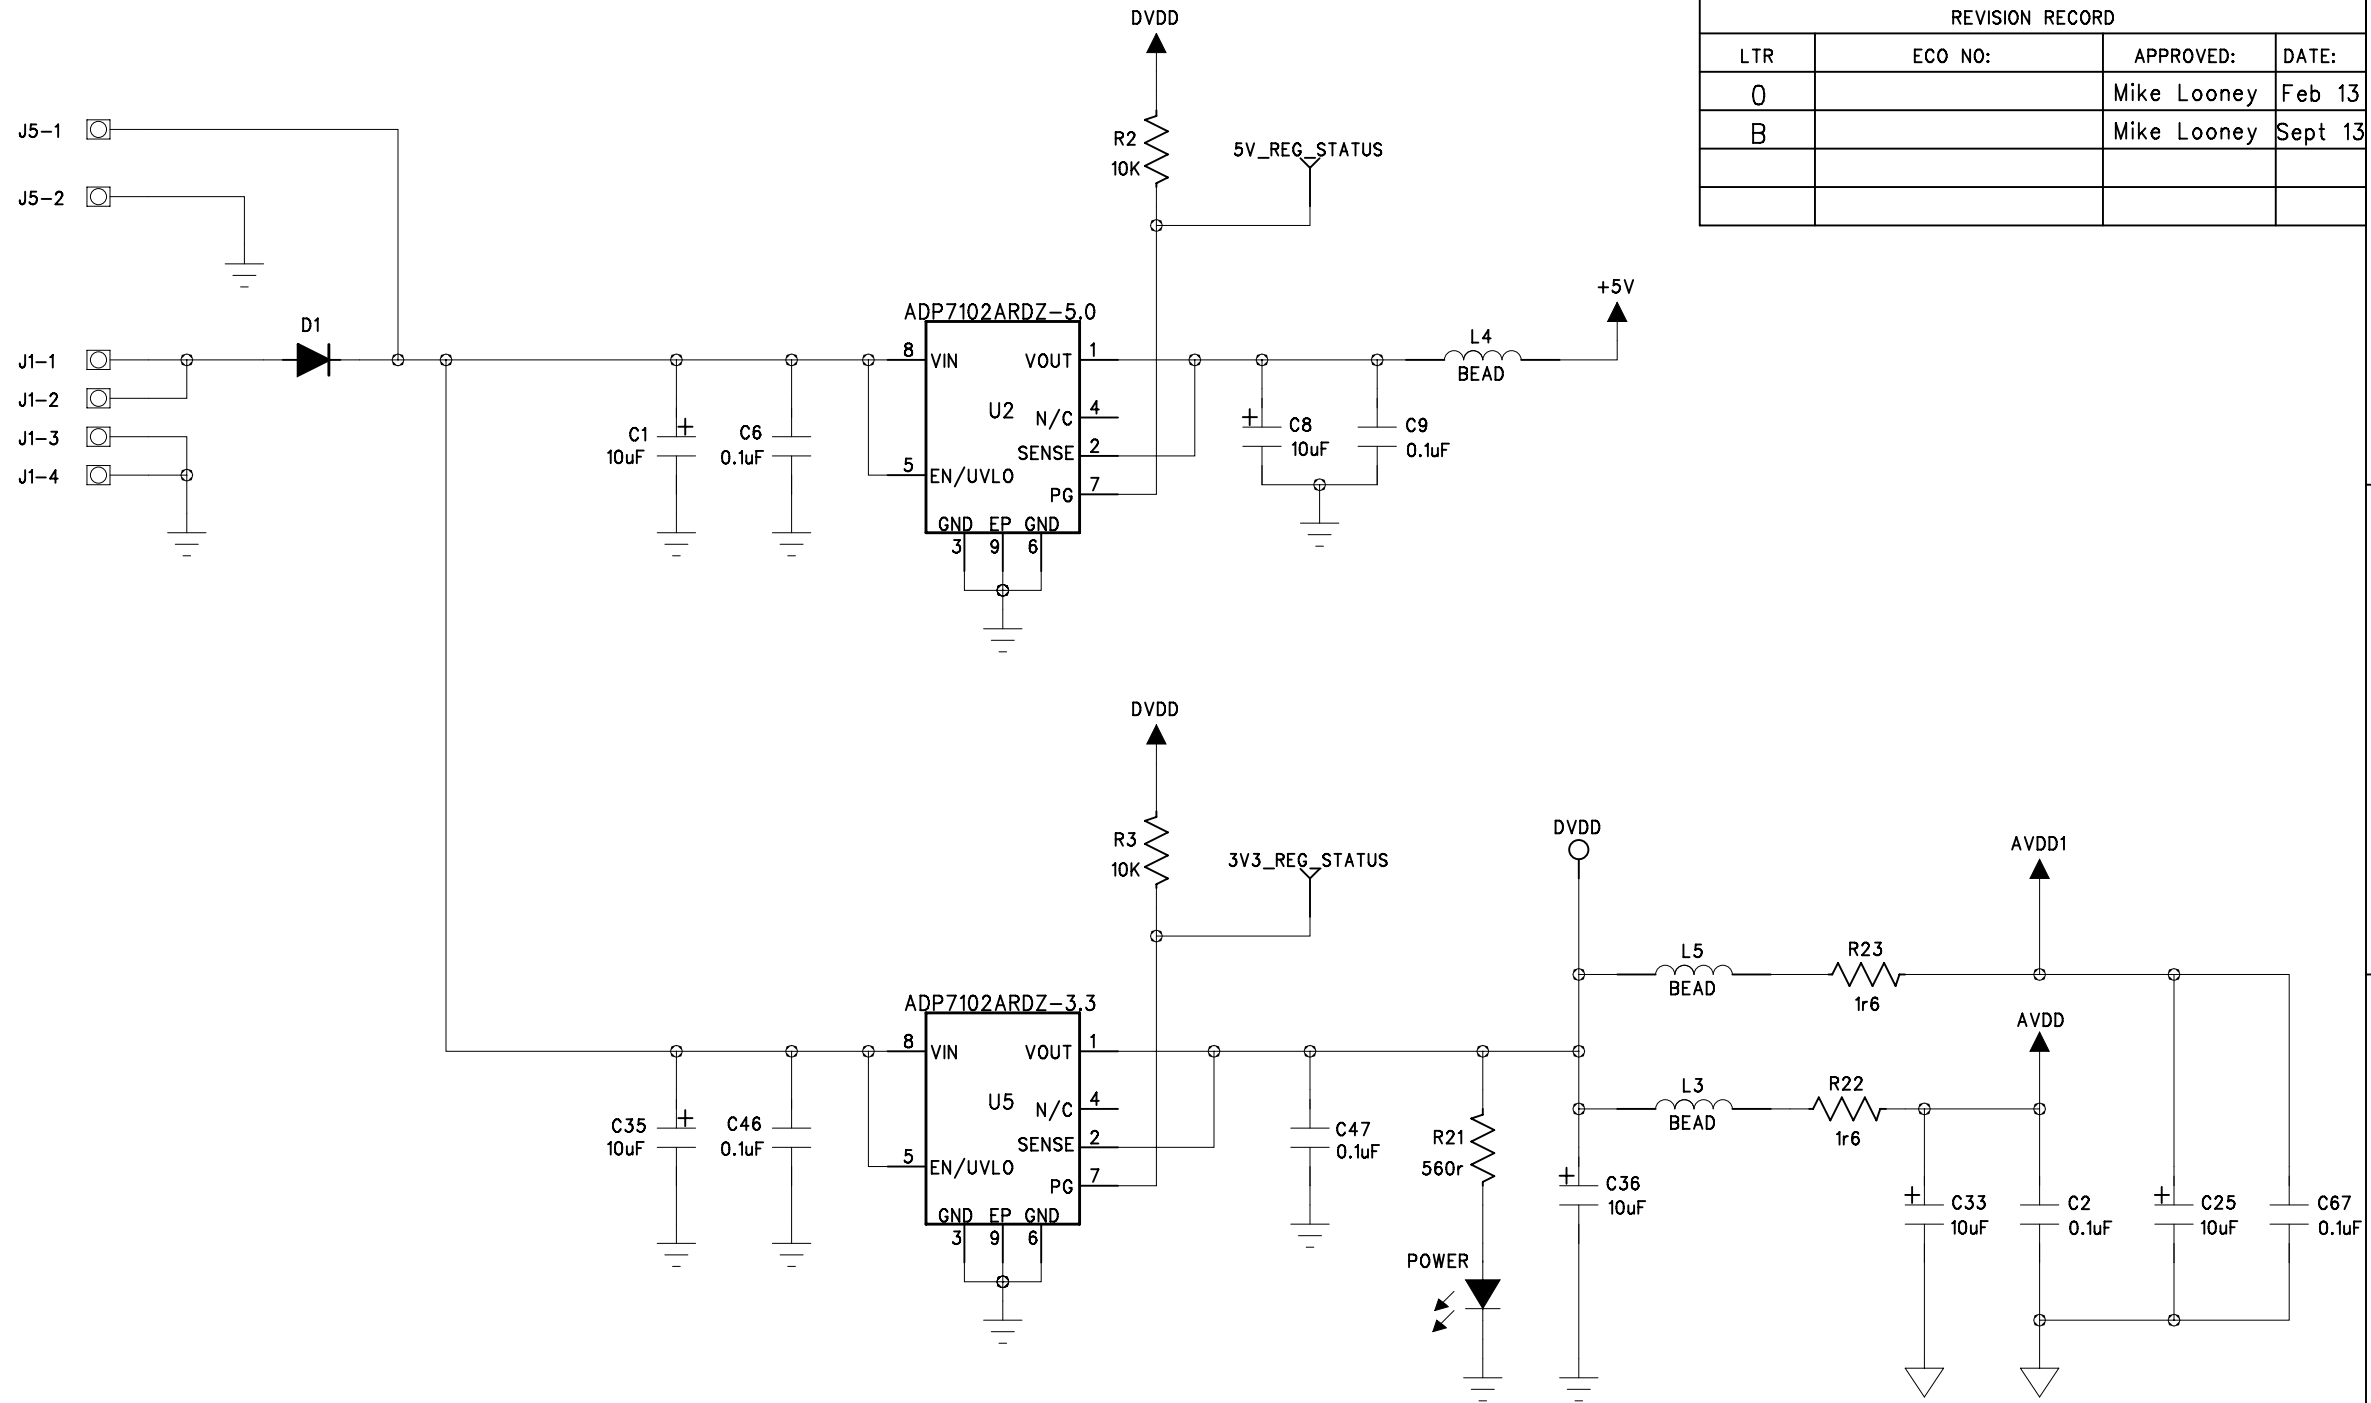 REVISION RECORD
LTR ECO NO: APPROVED: DATE:
0 Mike Looney Feb 13
B Mike Looney Sept 13
DVDD
R2
10K
5V_REG_STATUS
J5-1
J5-2
D1
J1-1
J1-2
J1-3
J1-4
C1
10uF
C6
0.1uF
ADP7102ARDZ-5.0
8 VIN VOUT 1
U2 N/C 4
SENSE 2
5 EN/UVLO
PG 7
GND EP GND
3 9 6
+5V
L4
BEAD
C8
10uF
C9
0.1uF
DVDD
R3
10K
3V3_REG_STATUS
ADP7102ARDZ-3.3
8 VIN VOUT 1
U5 N/C 4
SENSE 2
5 EN/UVLO
PG 7
GND EP GND
3 9 6
C35
10uF
C46
0.1uF
C47
0.1uF
R21
560r
POWER
DVDD
C36
10uF
L5
BEAD
R23
1r6
AVDD1
L3
BEAD
R22
1r6
AVDD
C33
10uF
C2
0.1uF
C25
10uF
C67
0.1uF